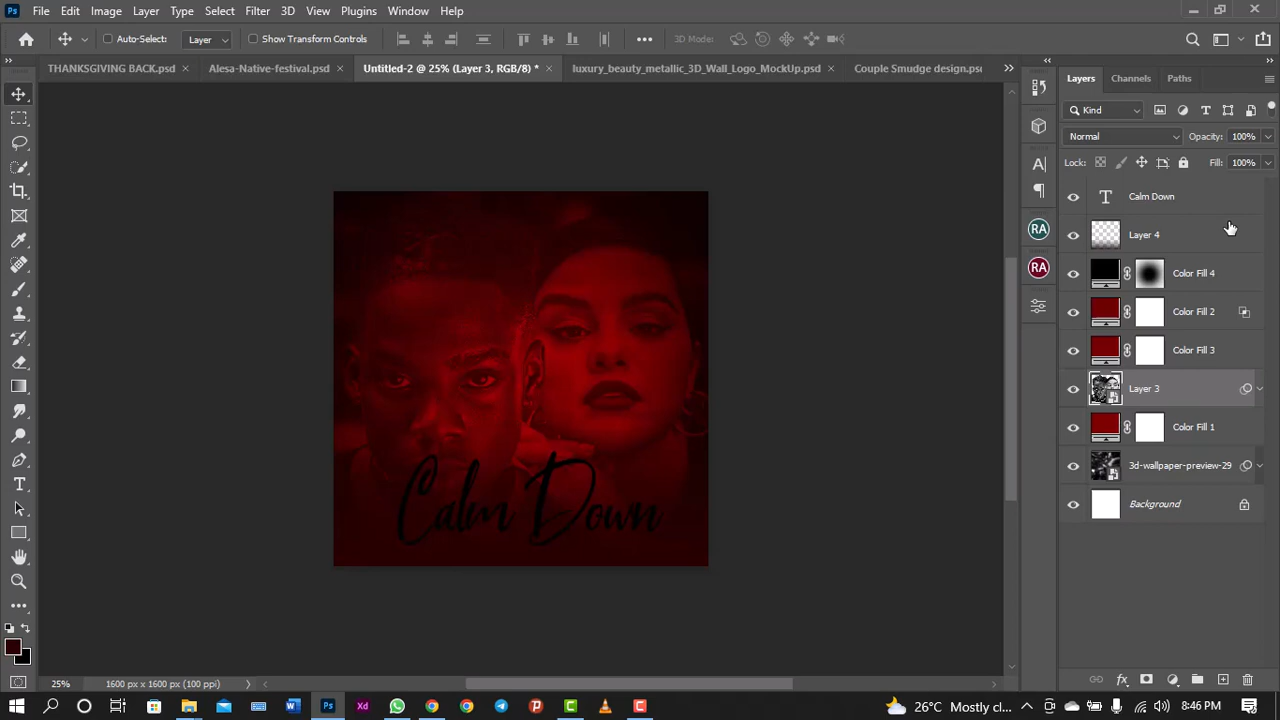 Ps File Edit Image Layer Type Select Filter 3D View Plugins Window Help
Auto-Select: Layer Show Transform Controls 3D Mode:
THANKSGIVING BACK.psd × Alesa-Native-festival.psd × Untitled-2 @ 25% (Layer 3, RGB/8) * × luxury_beauty_metallic_3D_Wall_Logo_MockUp.psd × Couple Smudge design.ps
Layers Channels Paths
Kind
Normal Opacity: 100%
Lock: Fill: 100%
Calm Down
Layer 4
Color Fill 4
Color Fill 2
Color Fill 3
Layer 3
Color Fill 1
3d-wallpaper-preview-29
Background
RA
RA
Calm Down
25% 1600 px x 1600 px (100 ppi)
26°C Mostly cl... 8:46 PM